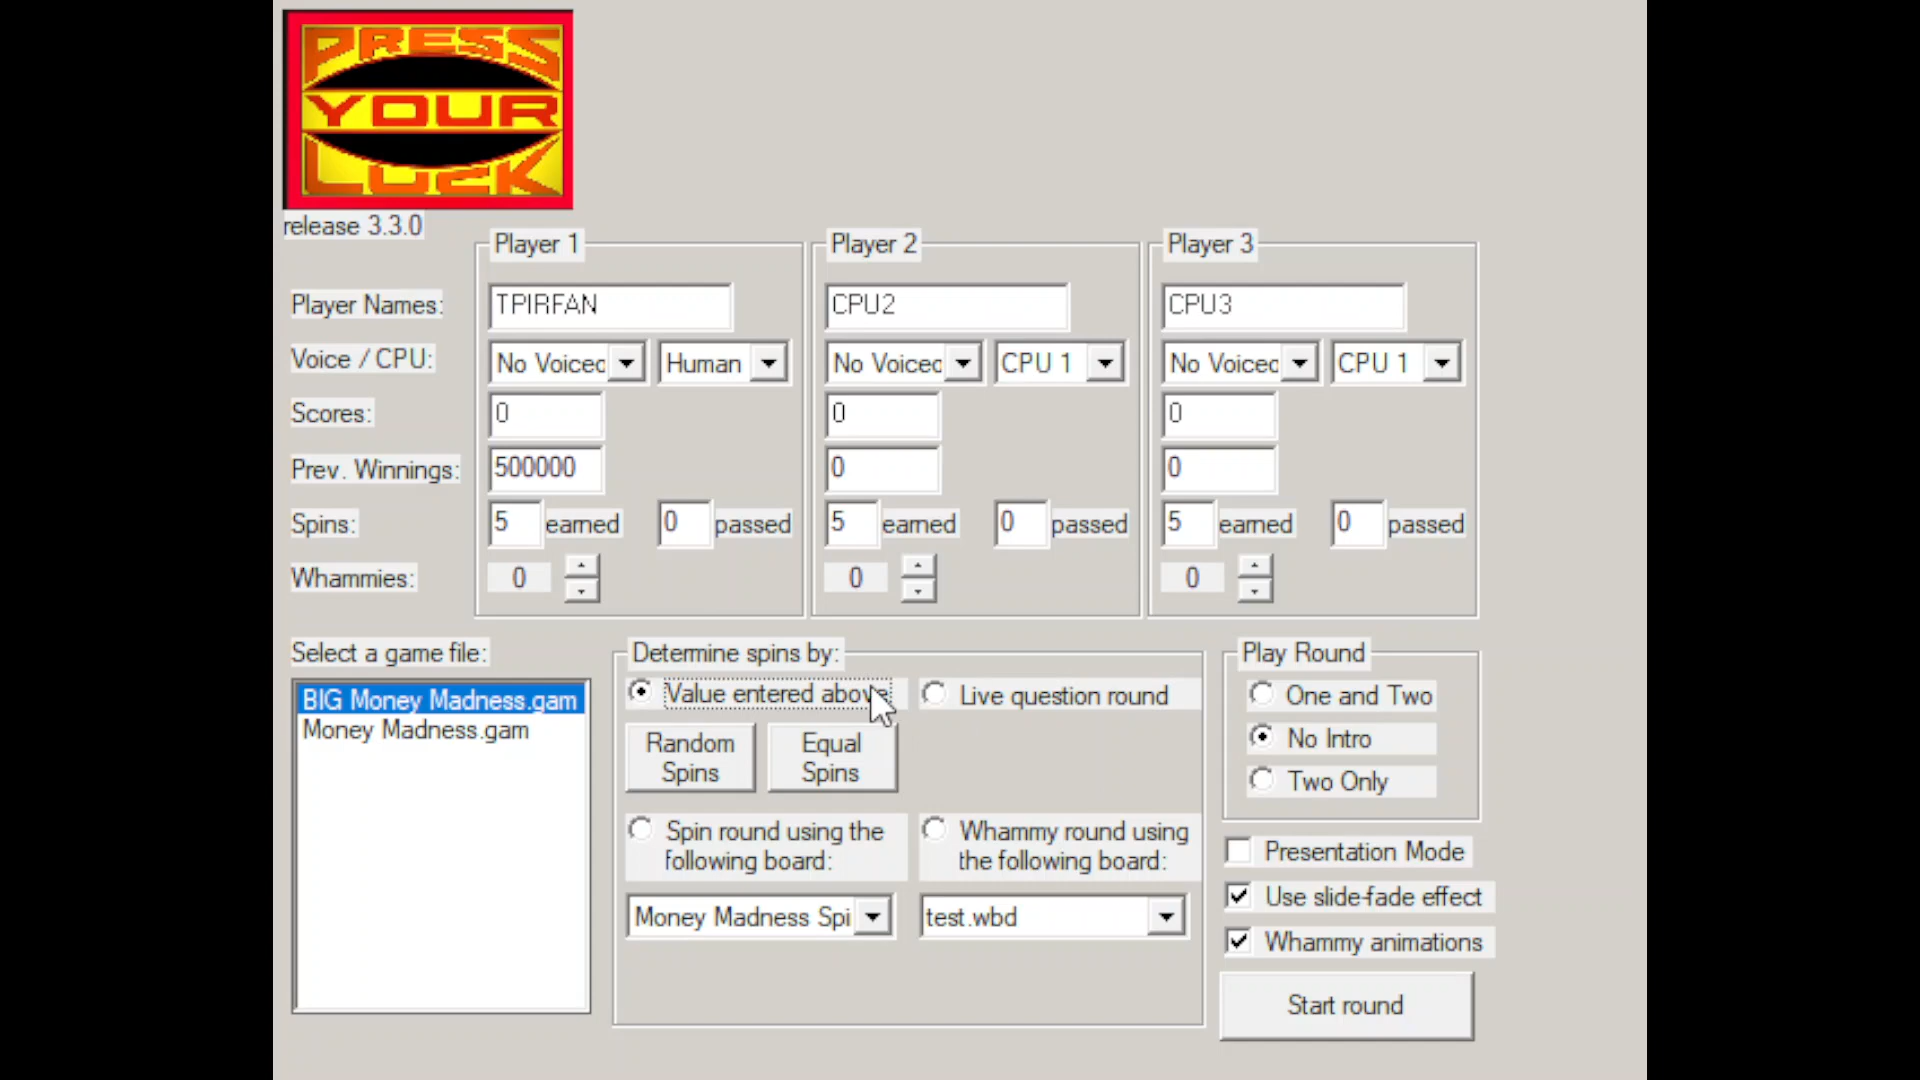 PRESS
YOUR
LUCK
release 3.3.0
Player 1
Player 2
Player 3
Player Names:
TPIRFAN
CPU2
CPU3
Voice / CPU:
No Voiced
Human
No Voiced
CPU 1
No Voiced
CPU 1
Scores:
0
0
0
Prev. Winnings:
500000
0
0
Spins:
5 earned 0 passed
5 earned 0 passed
5 earned 0 passed
Whammies:
0
0
0
Select a game file:
BIG Money Madness.gam
Money Madness.gam
Determine spins by:
Value entered above
Live question round
Random
Spins
Equal
Spins
Spin round using the
following board:
Whammy round using
the following board:
Money Madness Spi
test.wbd
Play Round
One and Two
No Intro
Two Only
Presentation Mode
Use slide-fade effect
Whammy animations
Start round